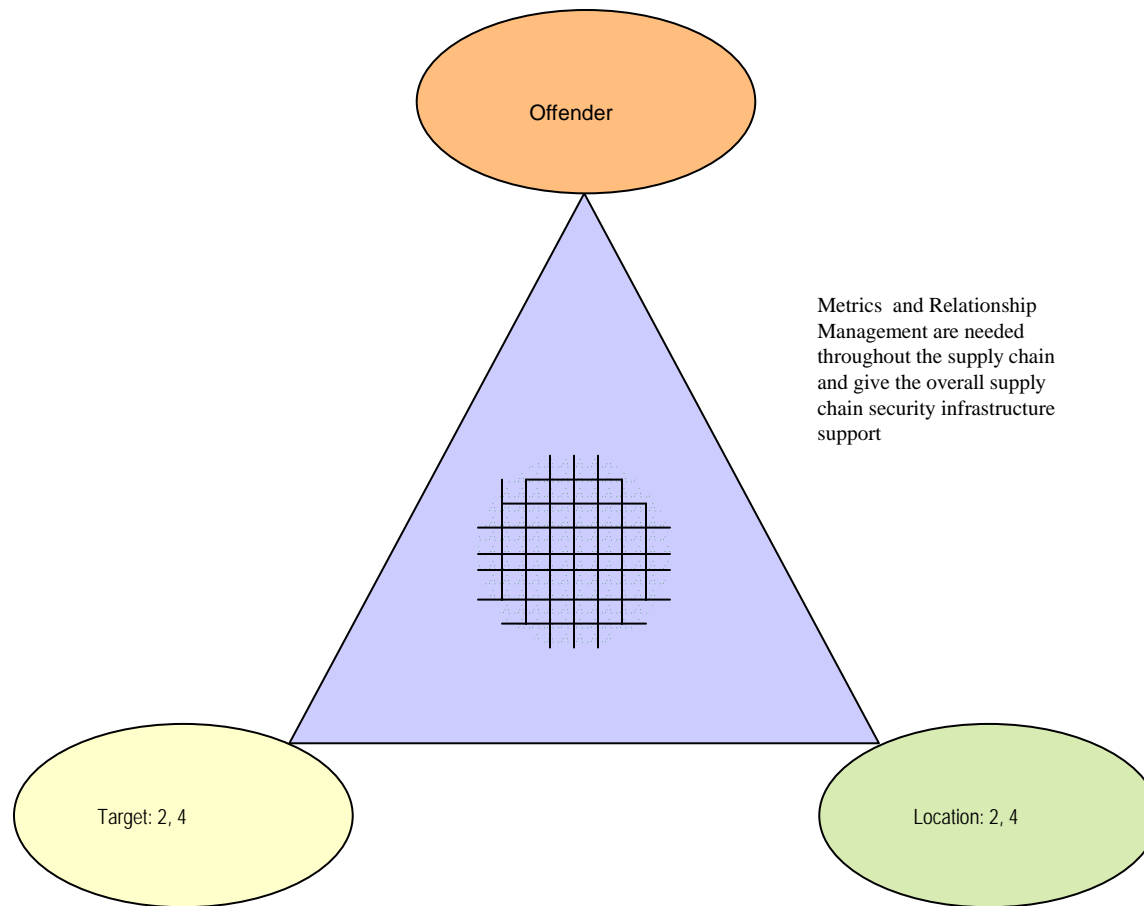 Offender
Metrics and Relationship
Management are needed
throughout the supply chain
and give the overall supply
chain security infrastructure
support
Target: 2, 4
Location: 2, 4